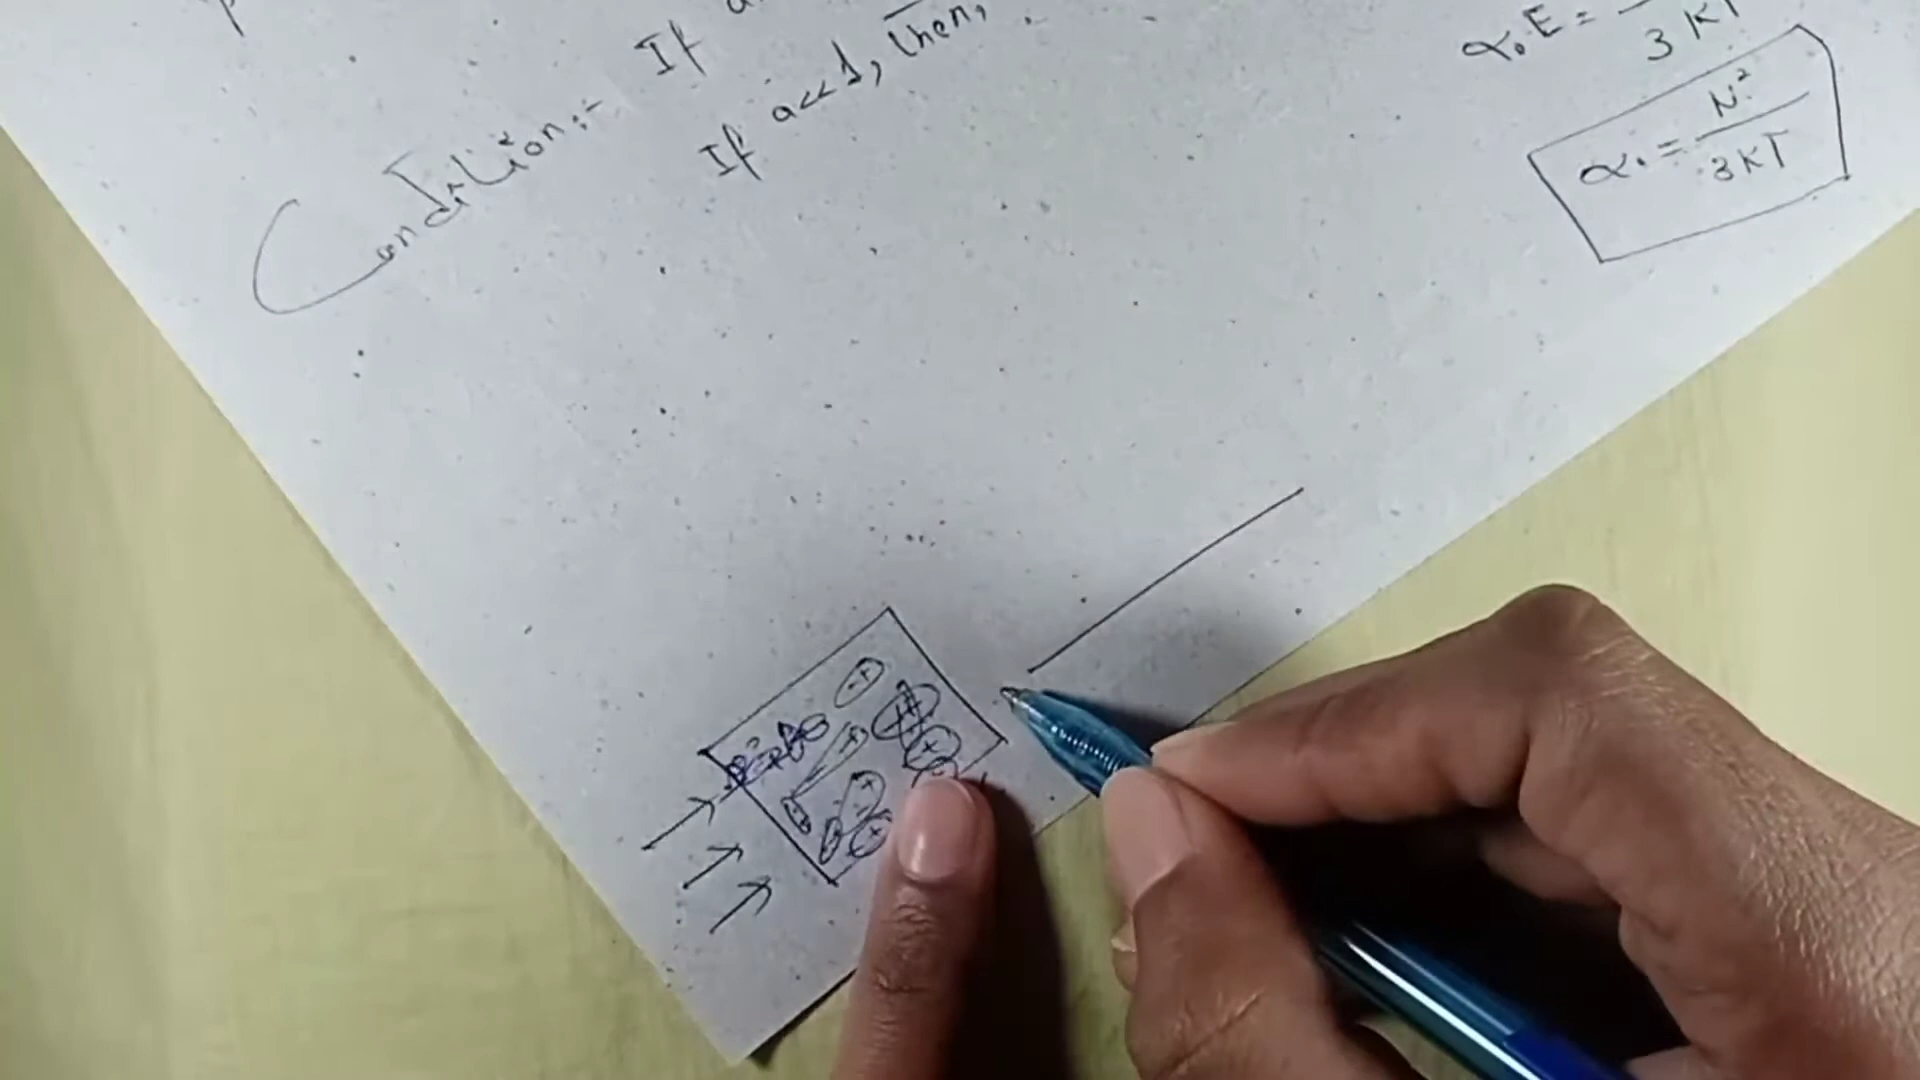 Condition:- If a
If a<<1, then,
α₀E = ─ 3KT
α₀ = N²/3KT